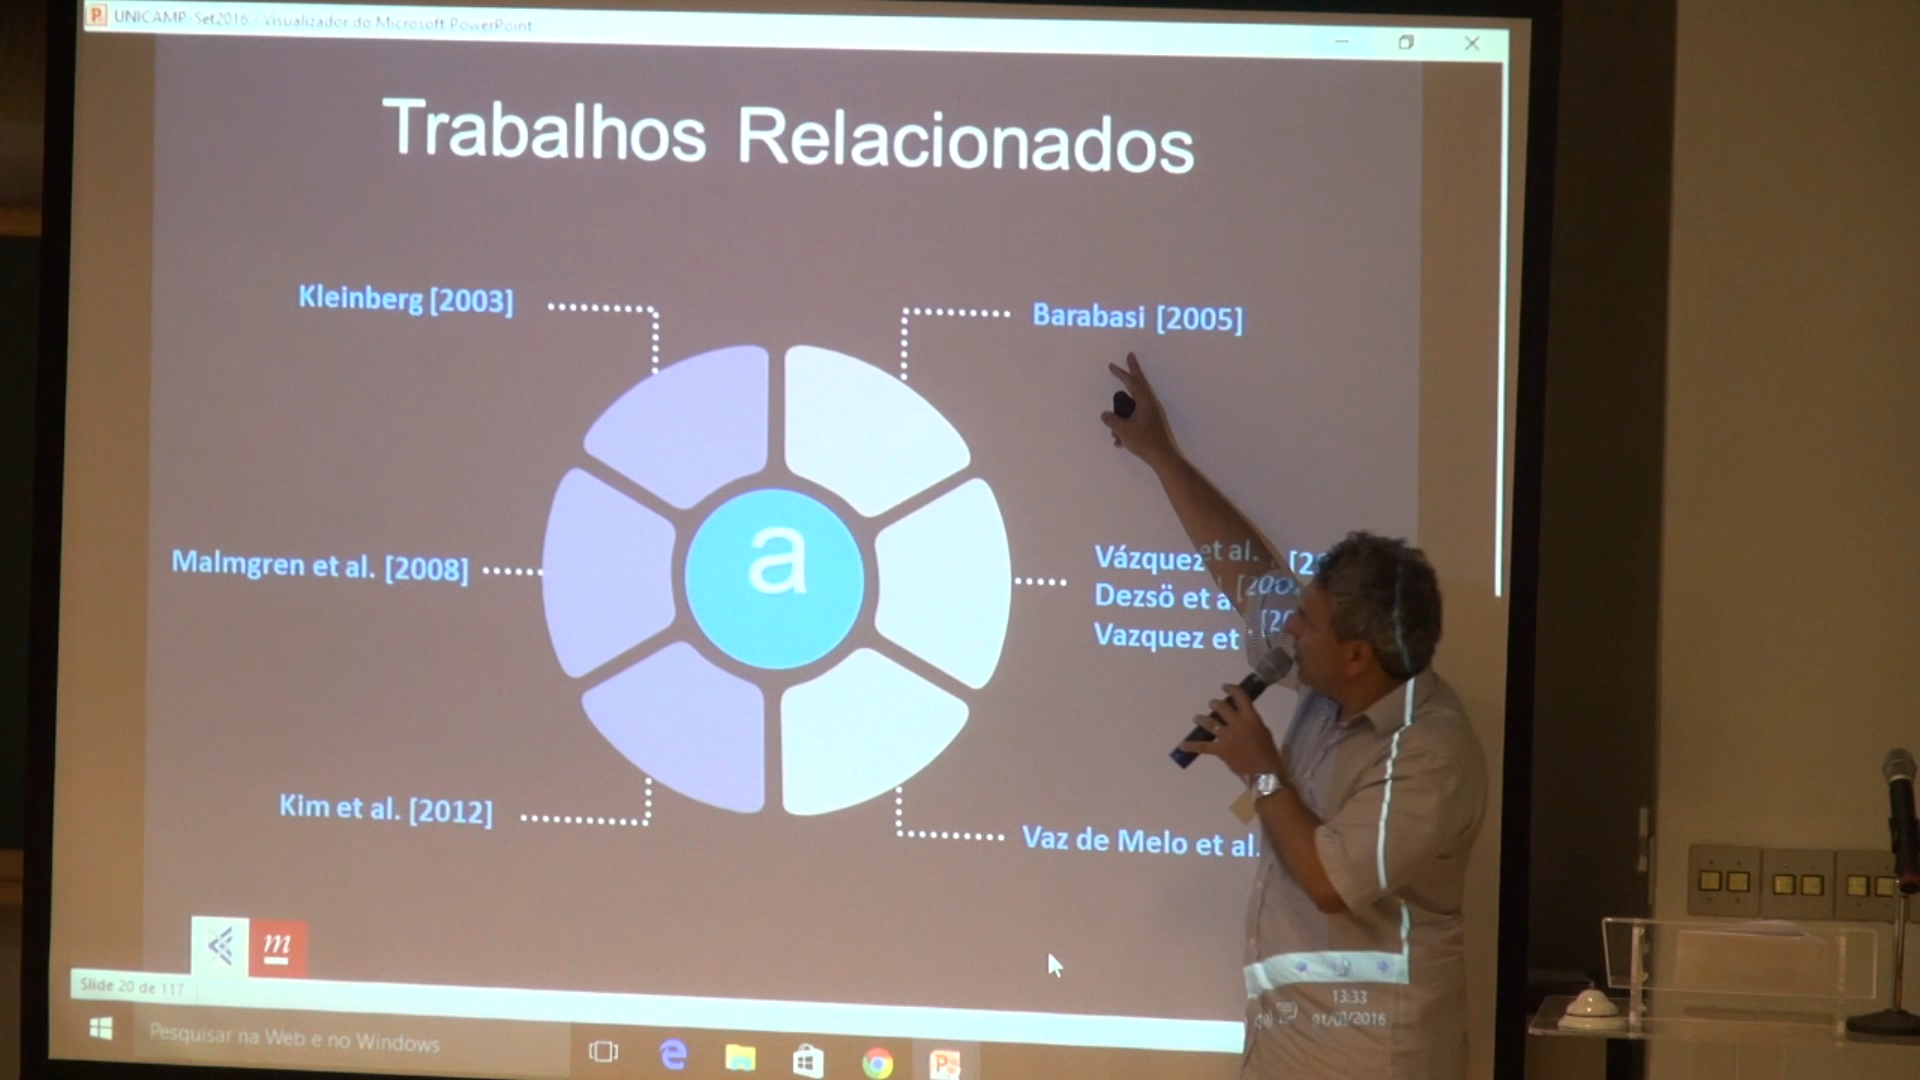 UNICAMP-Set2016 - Visualizador do Microsoft PowerPoint
Trabalhos Relacionados
Kleinberg [2003]
Barabasi [2005]
Malmgren et al. [2008]
a
Vázquez et al.
Dezsö et
Vazquez et
Kim et al. [2012]
Vaz de Melo et al.
m
Slide 20 de 117
Pesquisar na Web e no Windows
13:33